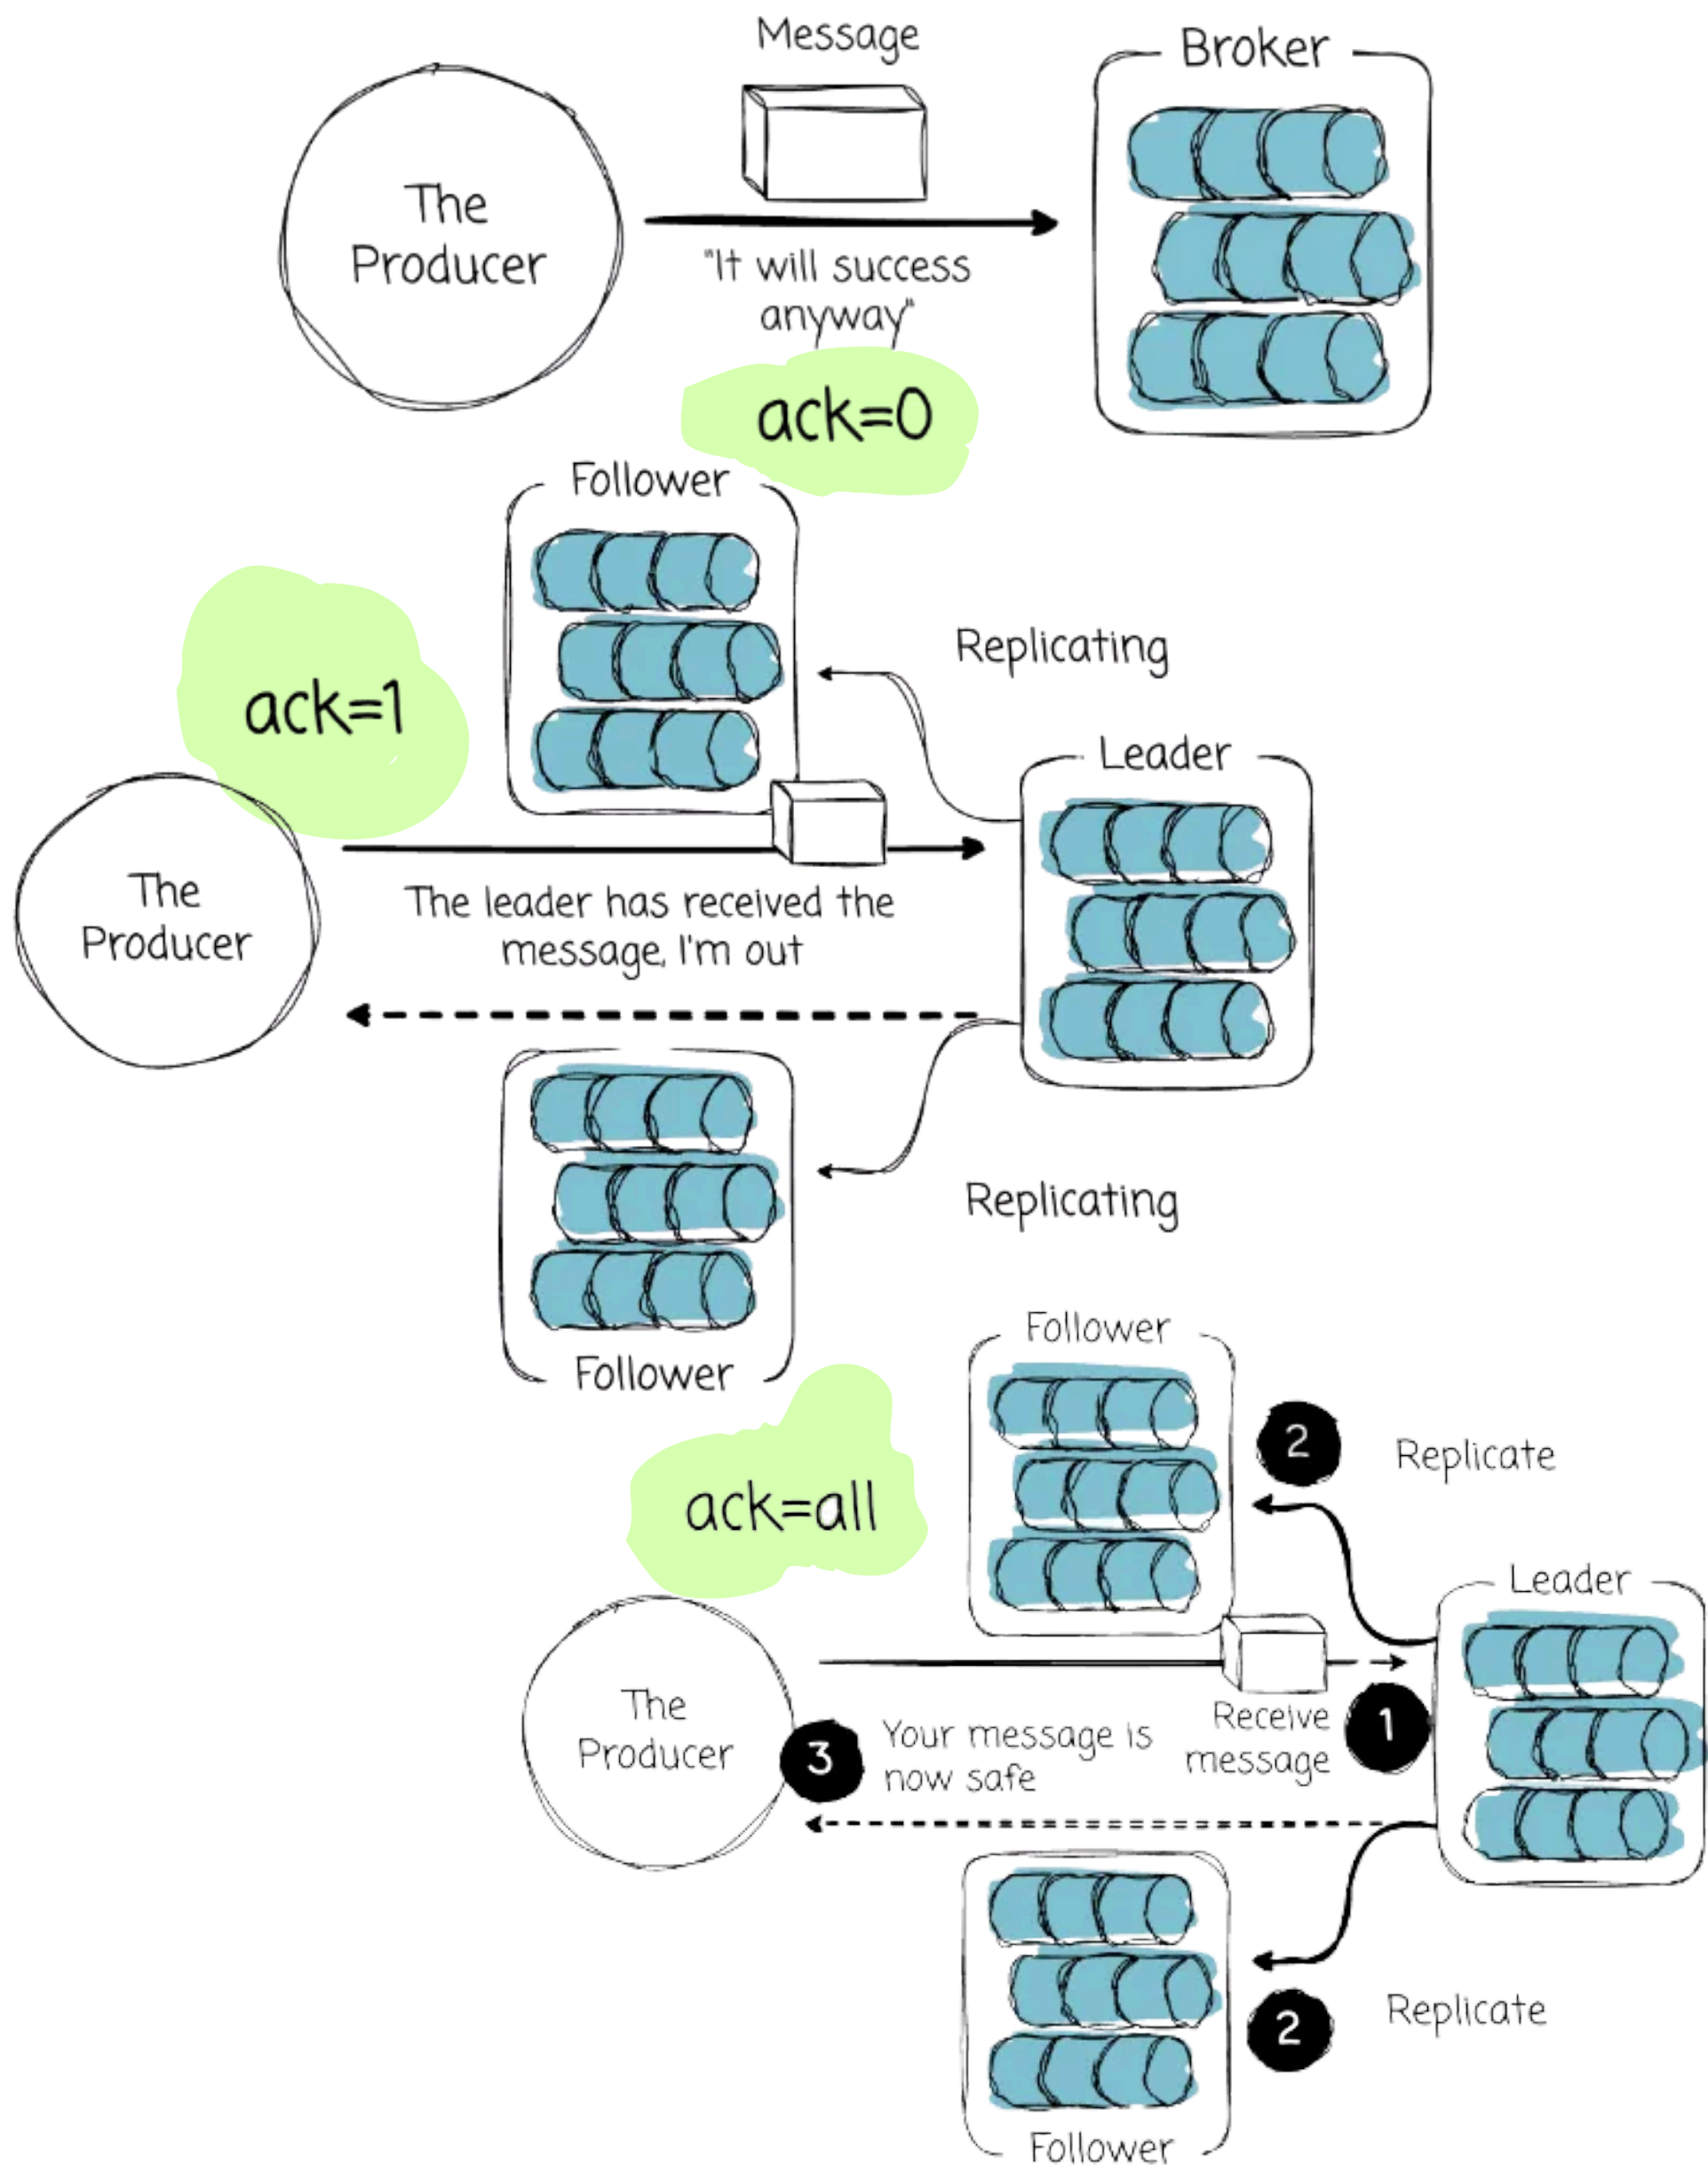 Message
Broker
The
Producer
"It will success
anyway"
ack=0
Follower
ack=1
Replicating
Leader
The
Producer
The leader has received the
message, I'm out
Replicating
Follower
Follower
ack=all
2
Replicate
Leader
The
Producer
3
Your message is
now safe
Receive
message
1
2
Replicate
Follower